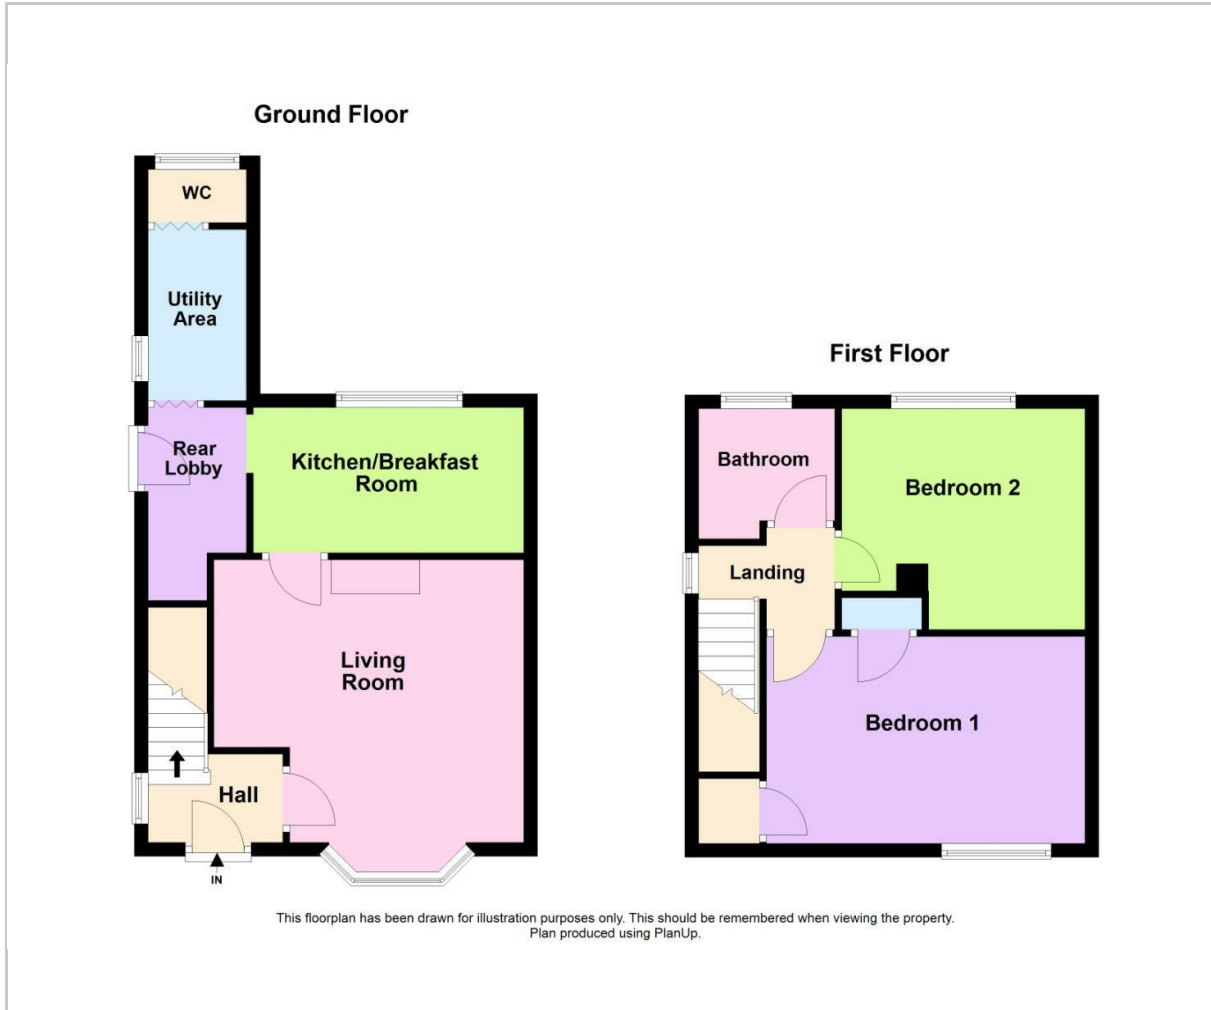 Ground Floor
WC
Utility
Area
Rear
Lobby
Kitchen/Breakfast
Room
Living
Room
Hall
IN
First Floor
Bathroom
Bedroom 2
Landing
Bedroom 1
This floorplan has been drawn for illustration purposes only. This should be remembered when viewing the property.
Plan produced using PlanUp.